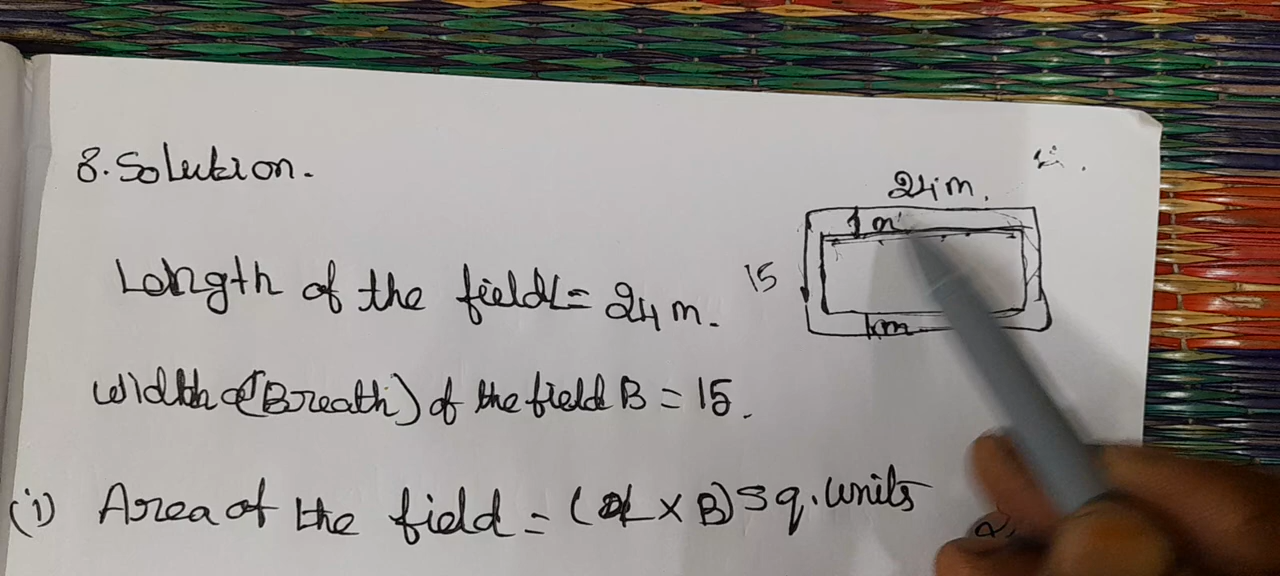 8. Solution.
24m.
1m
Length of the field L = 24m.
15
1m
Width (Breath) of the field B = 15.
(i) Area of the field = (L × B) sq. units